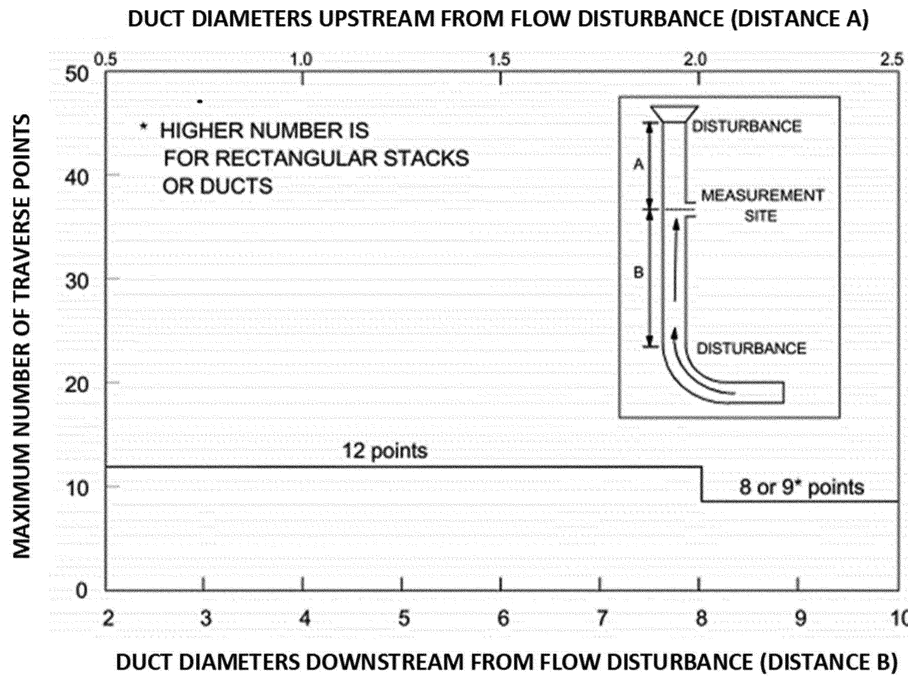 DUCT DIAMETERS UPSTREAM FROM FLOW DISTURBANCE (DISTANCE A)
0.5 1.0 1.5 2.0 2.5
50
40
30
20
10
0
MAXIMUM NUMBER OF TRAVERSE POINTS
* HIGHER NUMBER IS
FOR RECTANGULAR STACKS
OR DUCTS
DISTURBANCE
A
MEASUREMENT
SITE
B
DISTURBANCE
12 points
8 or 9* points
2 3 4 5 6 7 8 9 10
DUCT DIAMETERS DOWNSTREAM FROM FLOW DISTURBANCE (DISTANCE B)